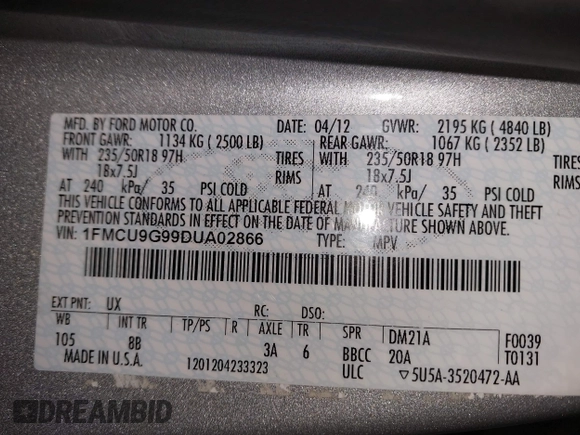 MFD. BY FORD MOTOR CO. DATE: 04/12 GVWR: 2195 KG ( 4840 LB)
FRONT GAWR: 1134 KG ( 2500 LB) REAR GAWR: 1067 KG ( 2352 LB)
WITH 235/50R18 97H TIRES WITH 235/50R18 97H TIRES
18x7.5J RIMS 18x7.5J RIMS
AT 240 kPa/ 35 PSI COLD AT 240 kPa/ 35 PSI COLD
THIS VEHICLE CONFORMS TO ALL APPLICABLE FEDERAL MOTOR VEHICLE SAFETY AND THEFT
PREVENTION STANDARDS IN EFFECT ON THE DATE OF MANUFACTURE SHOWN ABOVE.
VIN: 1FMCU9G99DUA02866 TYPE: MPV
EXT PNT: UX RC: DSO:
WB INT TR TP/PS R AXLE TR SPR DM21A F0039
105 8B 3A 6 BBCC 20A T0131
MADE IN U.S.A. 1201204233323 ULC ▽5U5A-3520472-AA
DREAMBID